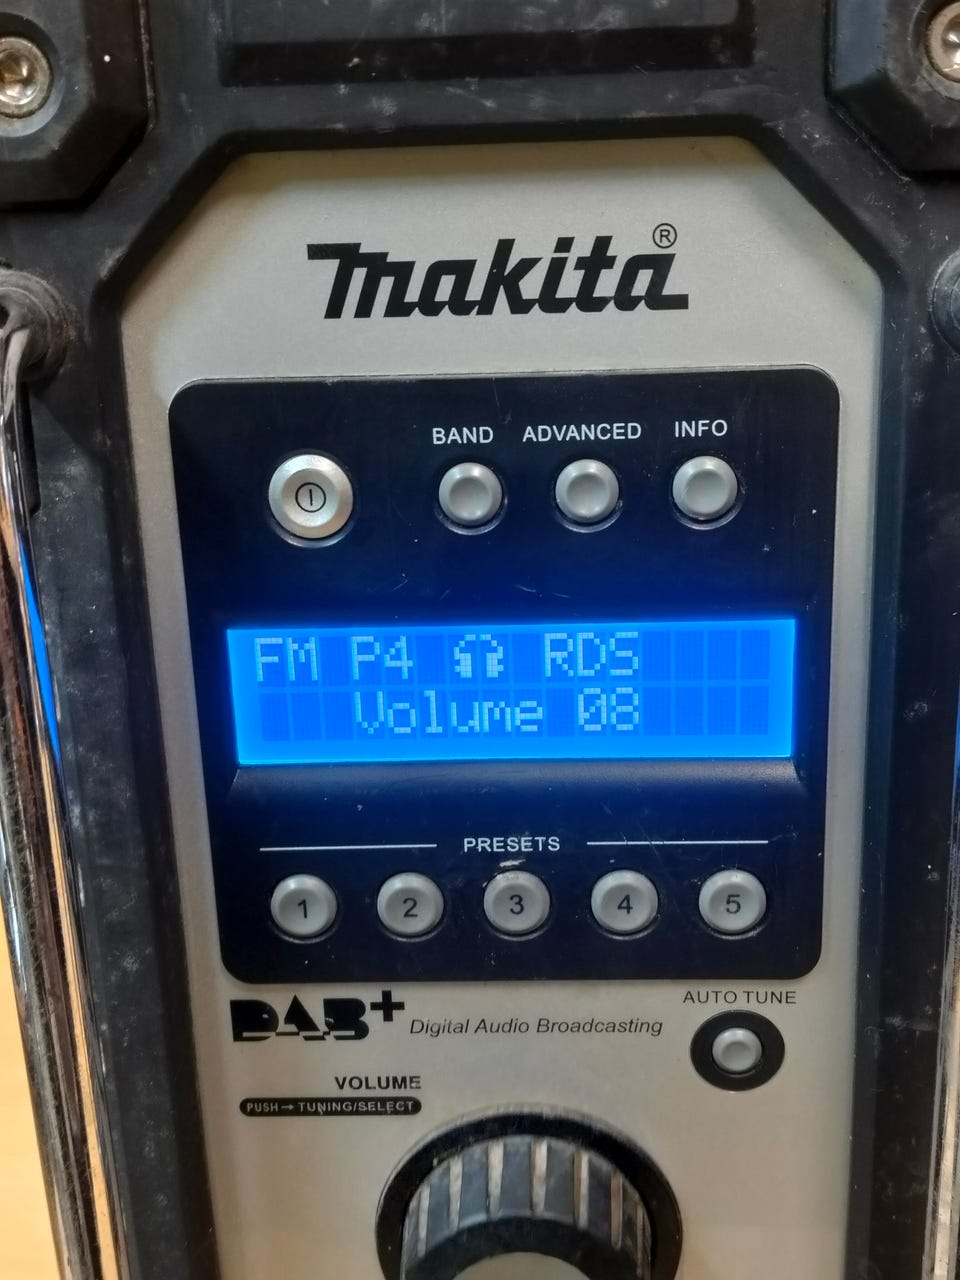 makita®
BAND ADVANCED INFO
FM P4 RDS
Volume 08
PRESETS
1 2 3 4 5
DAB+ Digital Audio Broadcasting
AUTO TUNE
VOLUME
PUSH→TUNING/SELECT